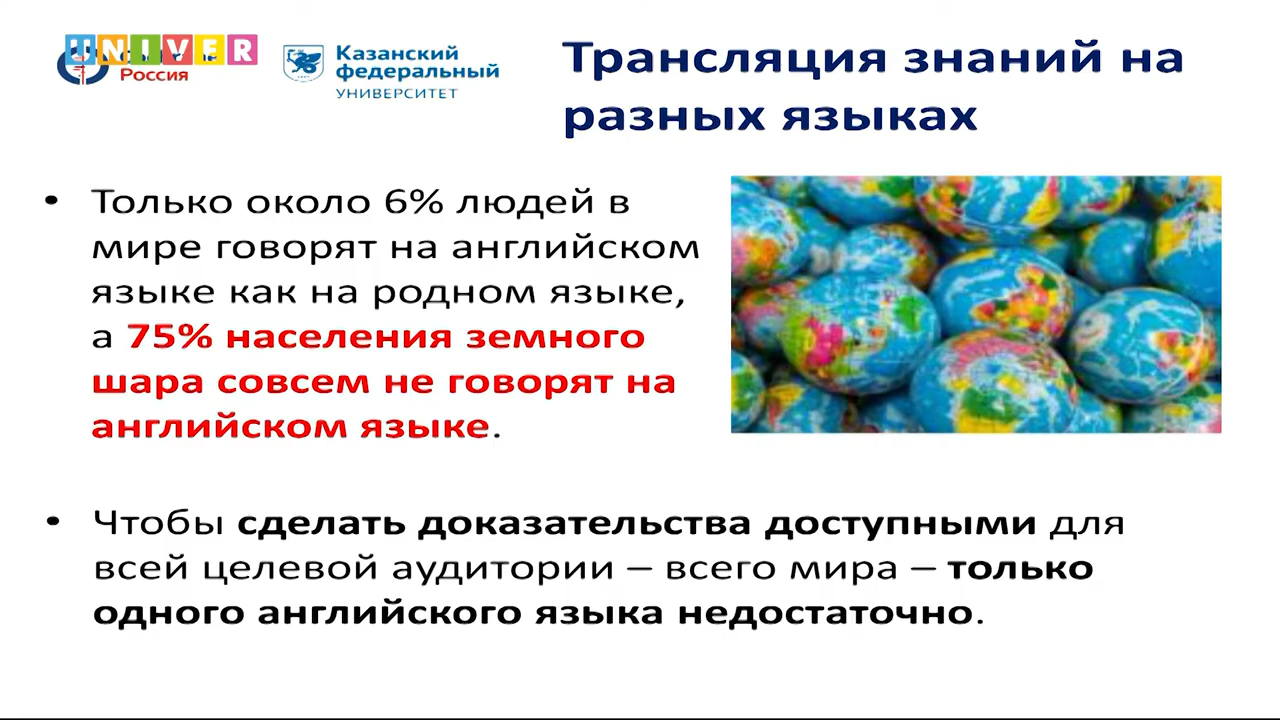 UNIVER
Россия
Казанский
федеральный
УНИВЕРСИТЕТ
Трансляция знаний на
разных языках
• Только около 6% людей в
мире говорят на английском
языке как на родном языке,
а 75% населения земного
шара совсем не говорят на
английском языке.
• Чтобы сделать доказательства доступными для
всей целевой аудитории – всего мира – только
одного английского языка недостаточно.